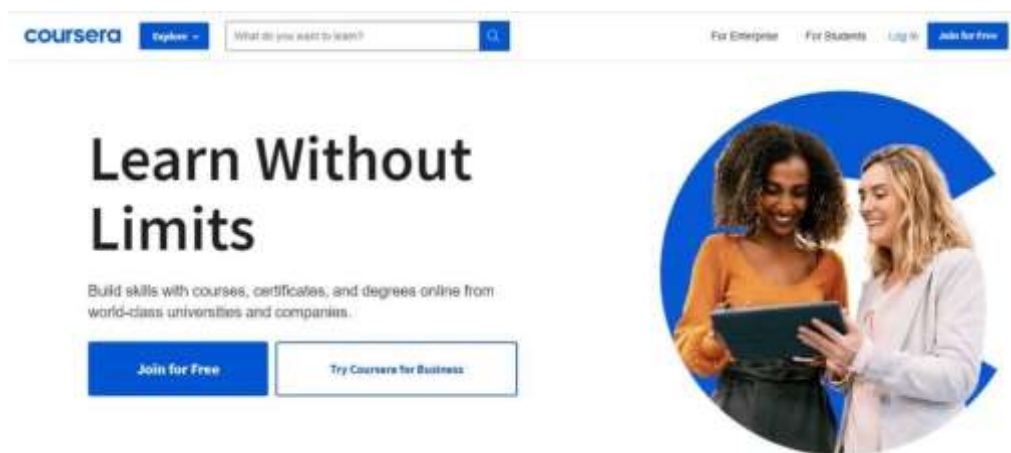 coursera
Explore
What do you want to learn?
For Enterprise
For Students
Log In
Join for Free
Learn Without
Limits
Build skills with courses, certificates, and degrees online from
world-class universities and companies.
Join for Free
Try Coursera for Business